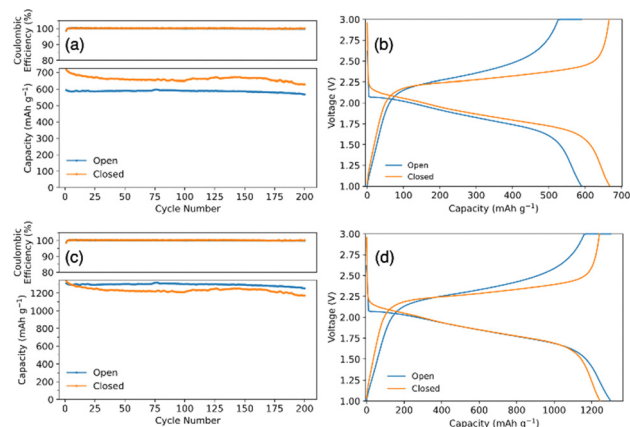 Coulombic
Efficiency (%)
100
90
80
(a)
Capacity (mAh g⁻¹)
700
600
500
400
300
200
100
0
Open
Closed
0 25 50 75 100 125 150 175 200
Cycle Number
(b)
Voltage (V)
3.00
2.75
2.50
2.25
2.00
1.75
1.50
1.25
1.00
Open
Closed
0 100 200 300 400 500 600 700
Capacity (mAh g⁻¹)
Coulombic
Efficiency (%)
100
90
80
(c)
Capacity (mAh g⁻¹)
1200
1000
800
600
400
200
0
Open
Closed
0 25 50 75 100 125 150 175 200
Cycle Number
(d)
Voltage (V)
3.00
2.75
2.50
2.25
2.00
1.75
1.50
1.25
1.00
Open
Closed
0 200 400 600 800 1000 1200
Capacity (mAh g⁻¹)